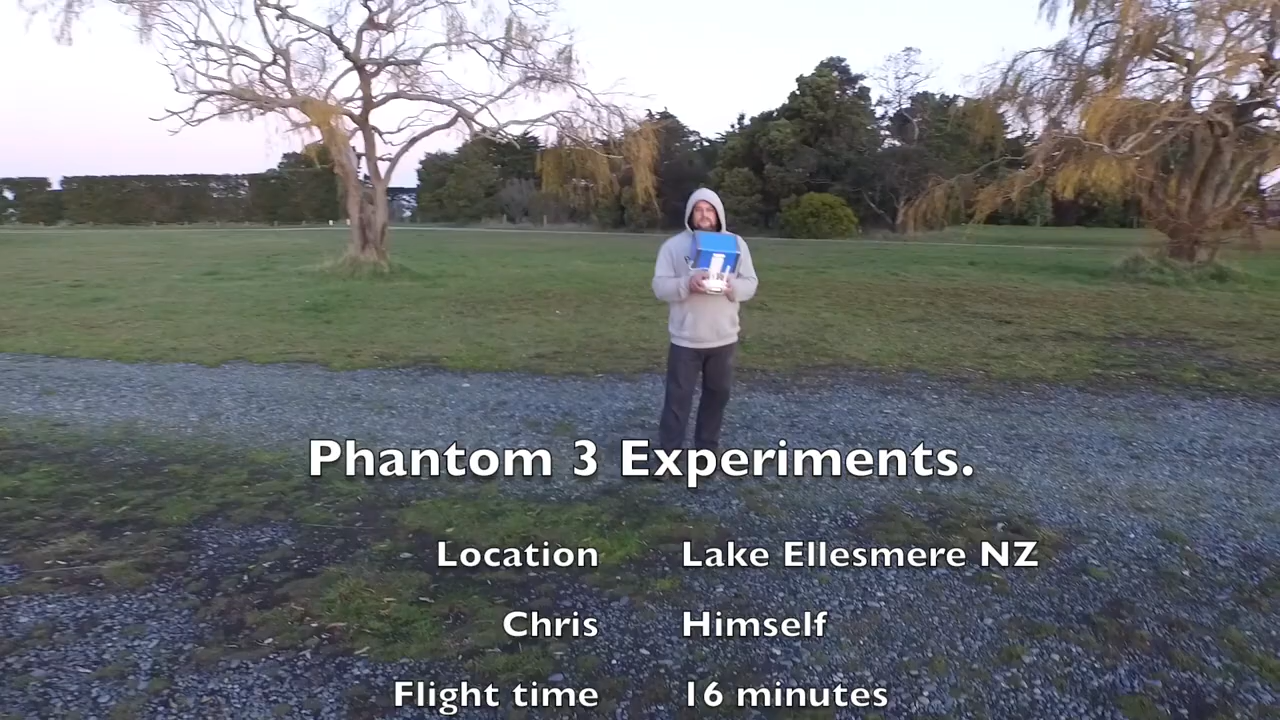 Phantom 3 Experiments.
Location Lake Ellesmere NZ
Chris Himself
Flight time 16 minutes